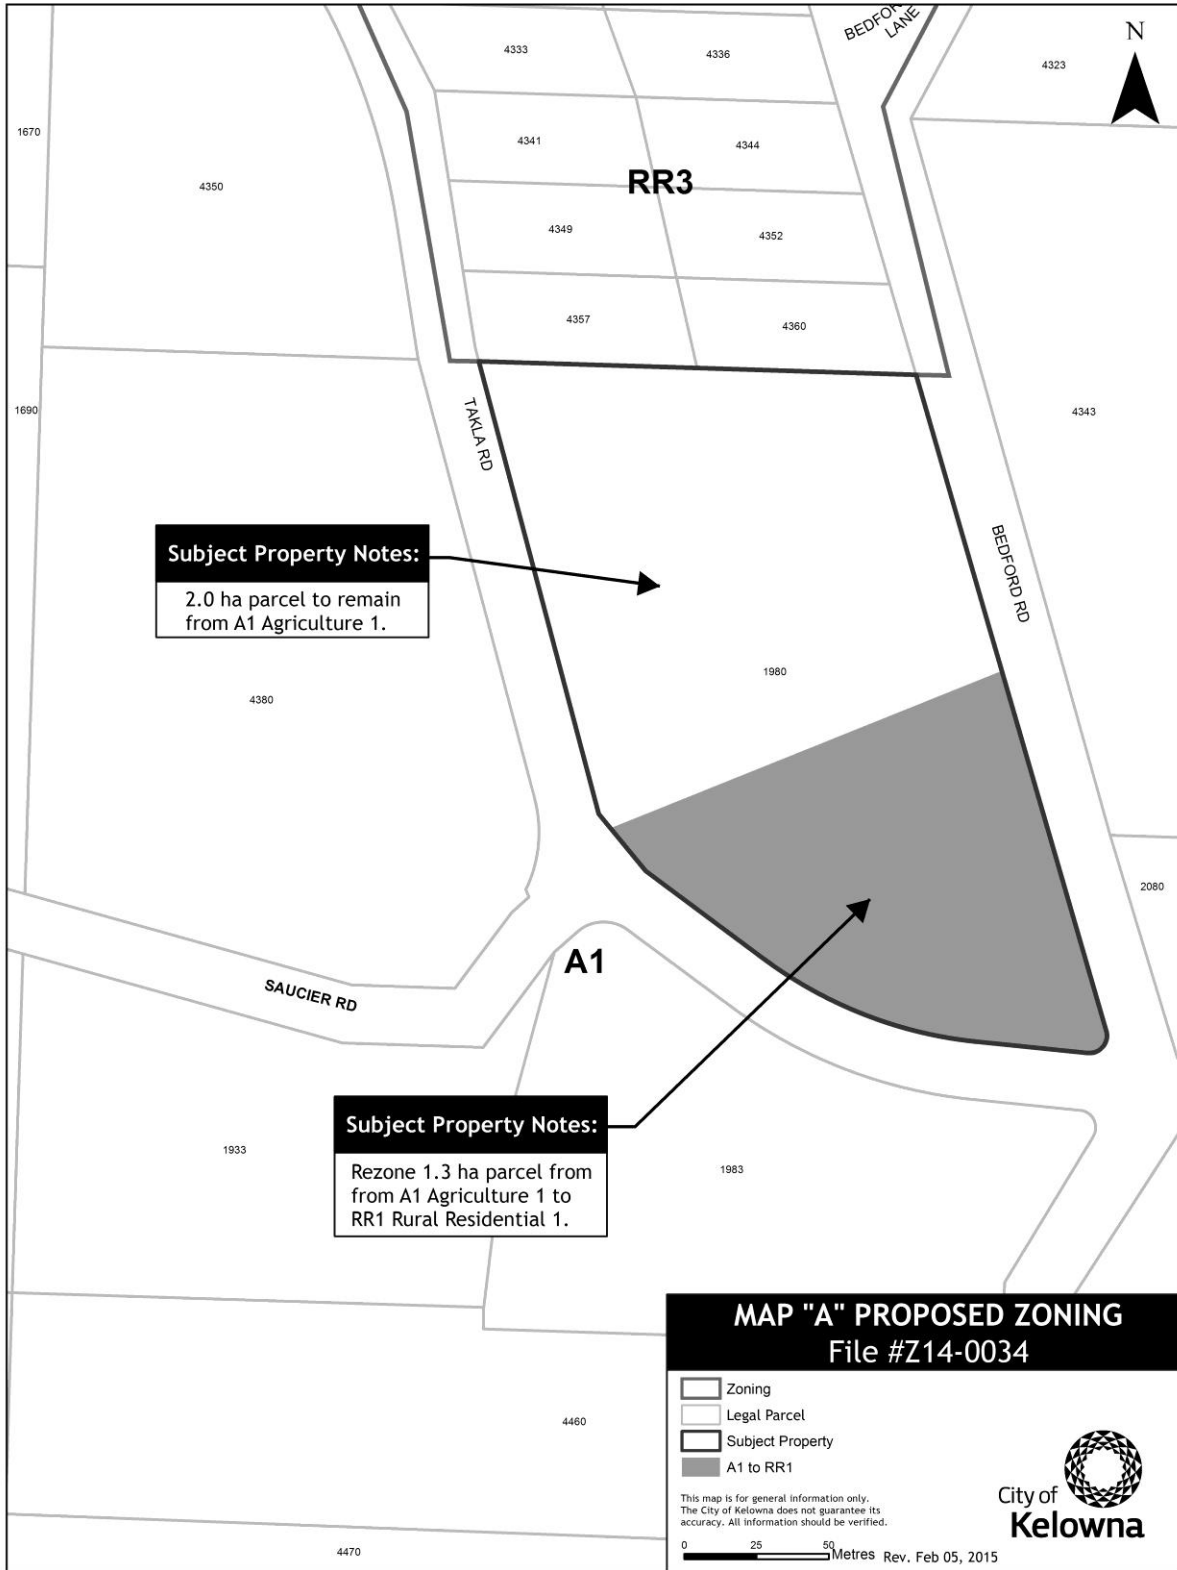 BEDFOR
LANE
N
4333
4336
4323
1670
4341
4344
4350
RR3
4349
4352
4357
4360
1690
TAKLA RD
4343
BEDFORD RD
Subject Property Notes:
2.0 ha parcel to remain
from A1 Agriculture 1.
1980
4380
2080
A1
SAUCIER RD
Subject Property Notes:
Rezone 1.3 ha parcel from
from A1 Agriculture 1 to
RR1 Rural Residential 1.
1933
1983
MAP "A" PROPOSED ZONING
File #Z14-0034
Zoning
Legal Parcel
Subject Property
A1 to RR1
This map is for general information only.
The City of Kelowna does not guarantee its
accuracy. All information should be verified.
0 25 50 Metres
Rev. Feb 05, 2015
City of
Kelowna
4460
4470